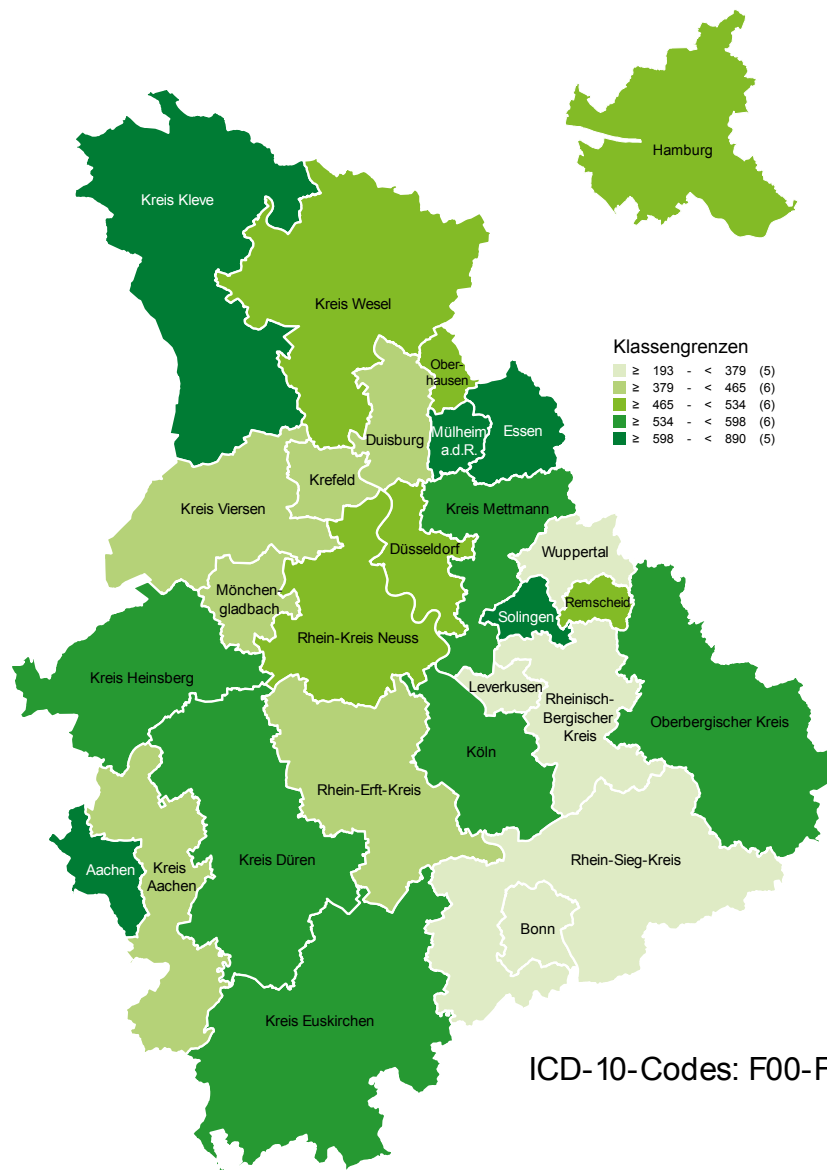 Hamburg
Kreis Kleve
Kreis Wesel
Klassengrenzen
≥ 193 - < 379 (5)
≥ 379 - < 465 (6)
≥ 465 - < 534 (6)
≥ 534 - < 598 (6)
≥ 598 - < 890 (5)
Ober-
hausen
Duisburg
Mülheim
a.d.R.
Essen
Krefeld
Kreis Viersen
Kreis Mettmann
Düsseldorf
Wuppertal
Mönchen-
gladbach
Remscheid
Solingen
Rhein-Kreis Neuss
Kreis Heinsberg
Leverkusen
Rheinisch-
Bergischer
Kreis
Oberbergischer Kreis
Köln
Rhein-Erft-Kreis
Kreis Düren
Rhein-Sieg-Kreis
Aachen
Kreis
Aachen
Bonn
Kreis Euskirchen
ICD-10-Codes: F00-F